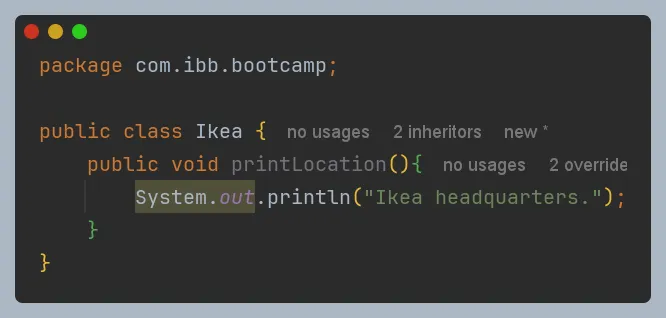 package com.ibb.bootcamp;
public class Ikea { no usages 2 inheritors new *
public void printLocation(){ no usages 2 override
System.out.println("Ikea headquarters.");
}
}